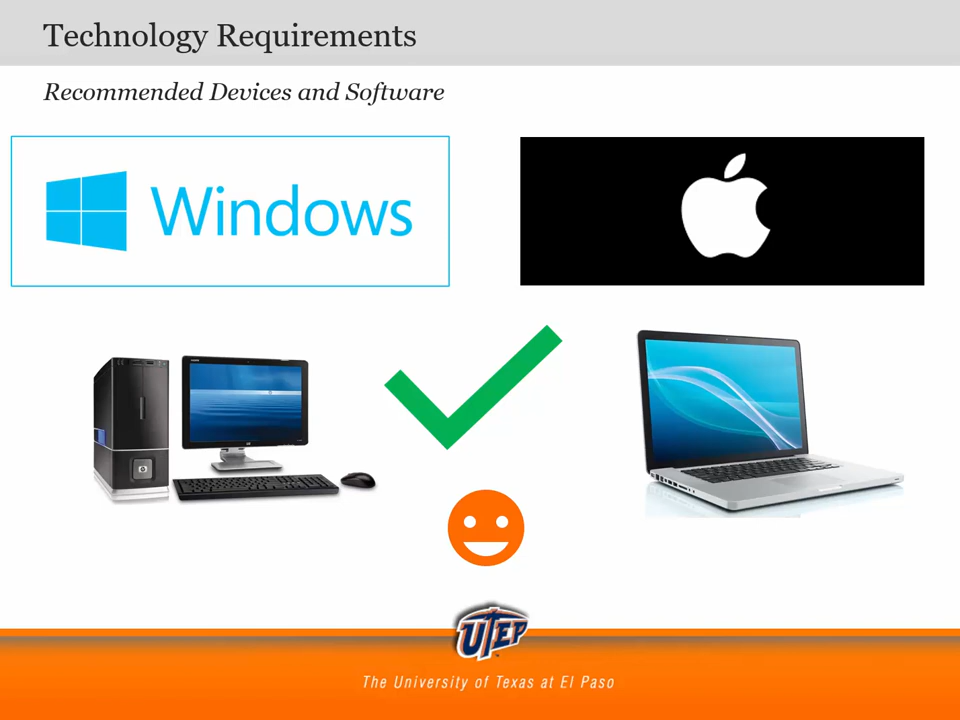 Technology Requirements
Recommended Devices and Software
Windows
UTEP
The University of Texas at El Paso